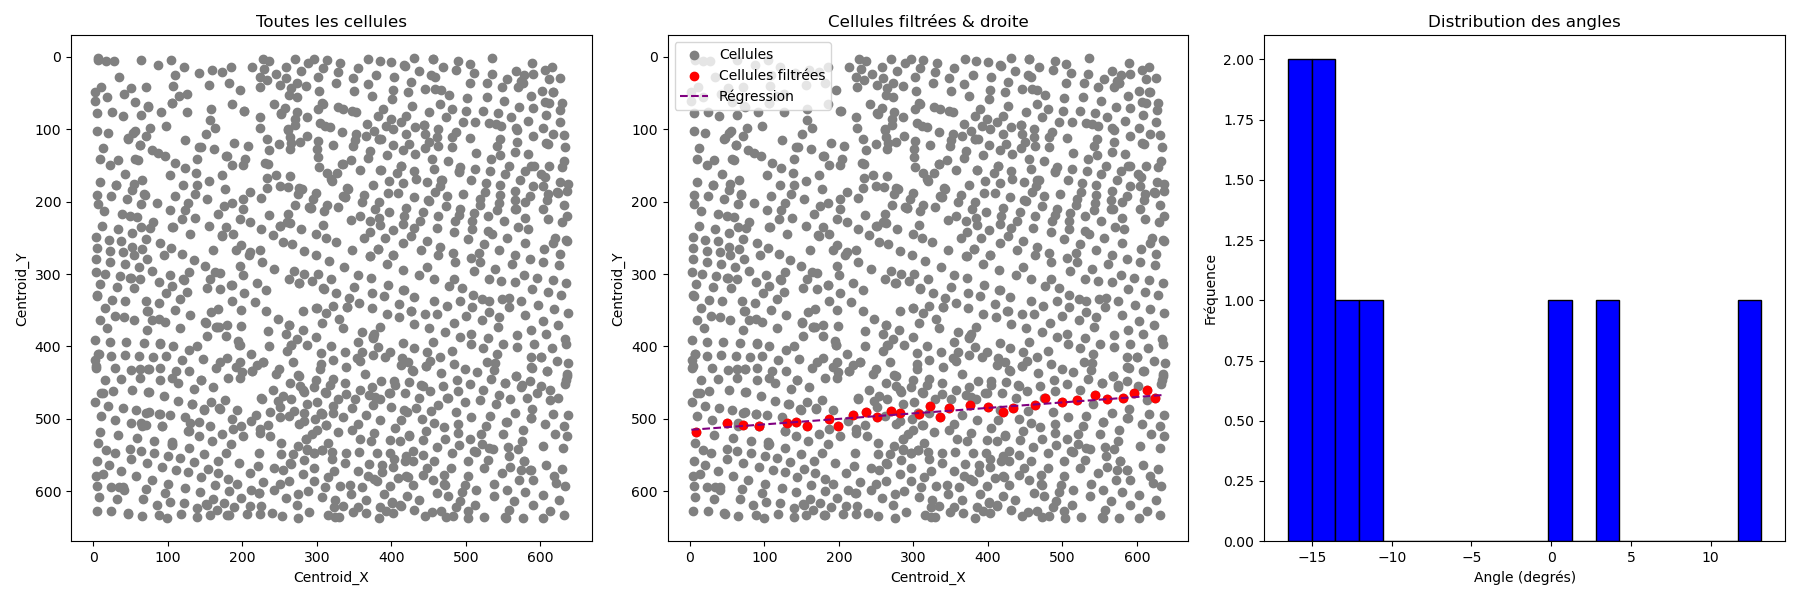 Toutes les cellules
0
100
200
300
400
500
600
Centroid_Y
0 100 200 300 400 500 600
Centroid_X
Cellules filtrées & droite
Cellules
Cellules filtrées
Régression
0
100
200
300
400
500
600
Centroid_Y
0 100 200 300 400 500 600
Centroid_X
Distribution des angles
2.00
1.75
1.50
1.25
1.00
0.75
0.50
0.25
0.00
Fréquence
−15 −10 −5 0 5 10
Angle (degrés)